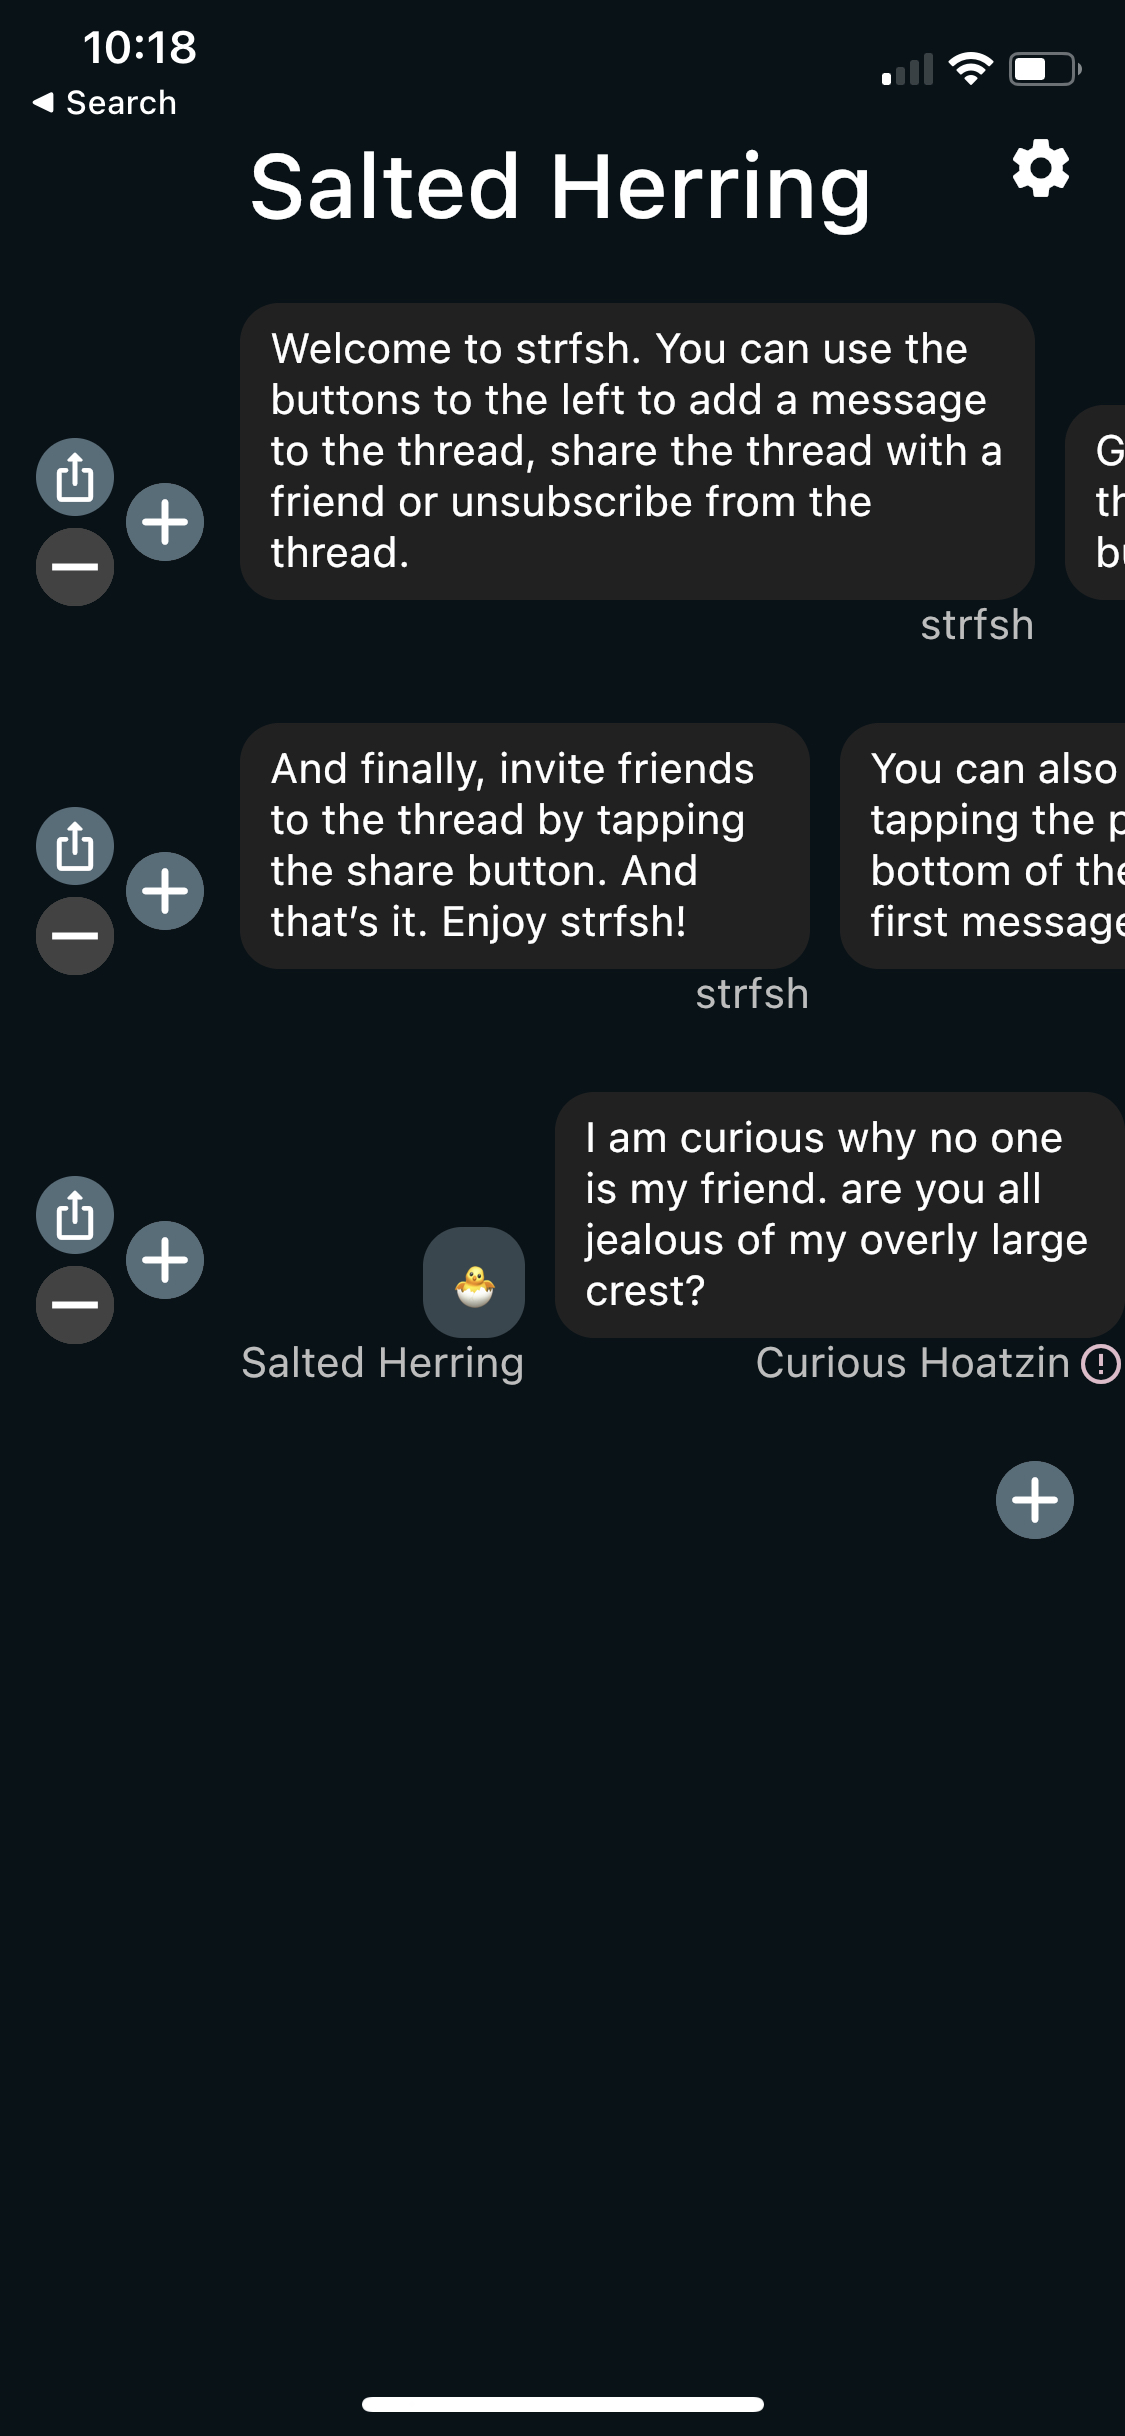 10:18
Search
Salted Herring
Welcome to strfsh. You can use the
buttons to the left to add a message
to the thread, share the thread with a
friend or unsubscribe from the
thread.
strfsh
And finally, invite friends
to the thread by tapping
the share button. And
that’s it. Enjoy strfsh!
strfsh
You can also
tapping the
bottom of the
first message
I am curious why no one
is my friend. are you all
jealous of my overly large
crest?
Salted Herring
Curious Hoatzin